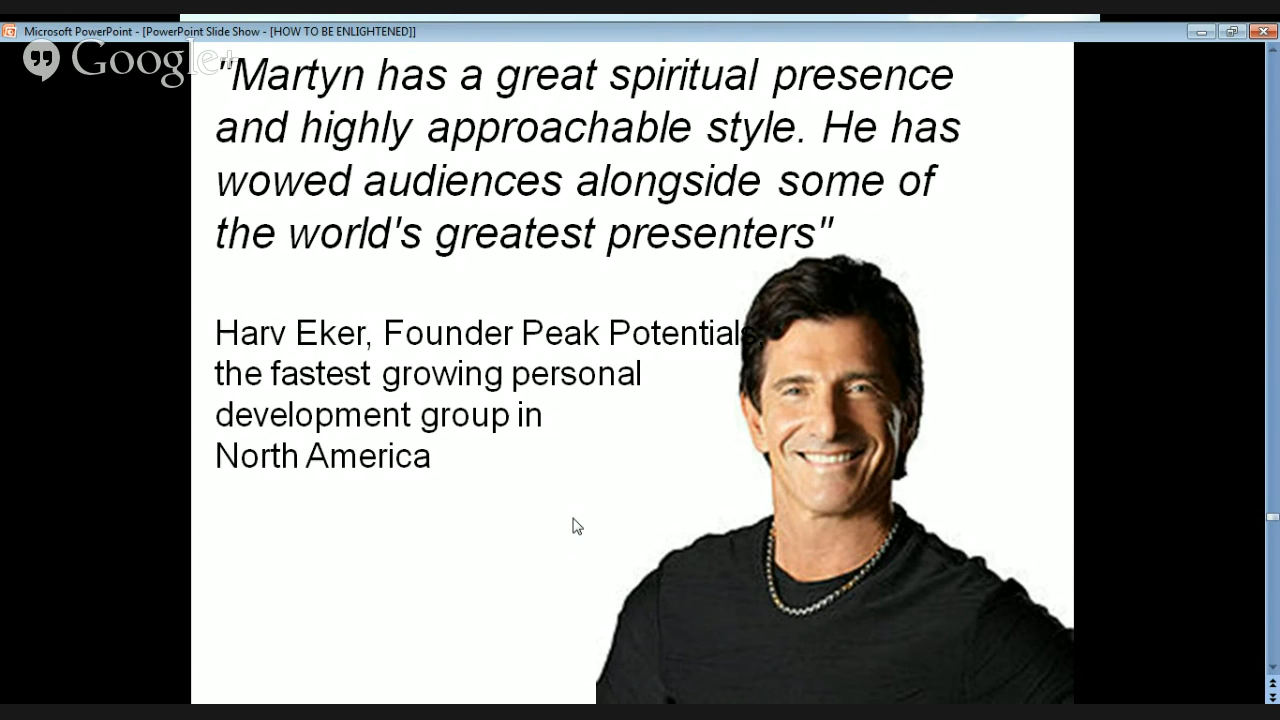 Microsoft PowerPoint - [PowerPoint Slide Show - [HOW TO BE ENLIGHTENED]]
Google+
"Martyn has a great spiritual presence
and highly approachable style. He has
wowed audiences alongside some of
the world's greatest presenters"
Harv Eker, Founder Peak Potentials,
the fastest growing personal
development group in
North America